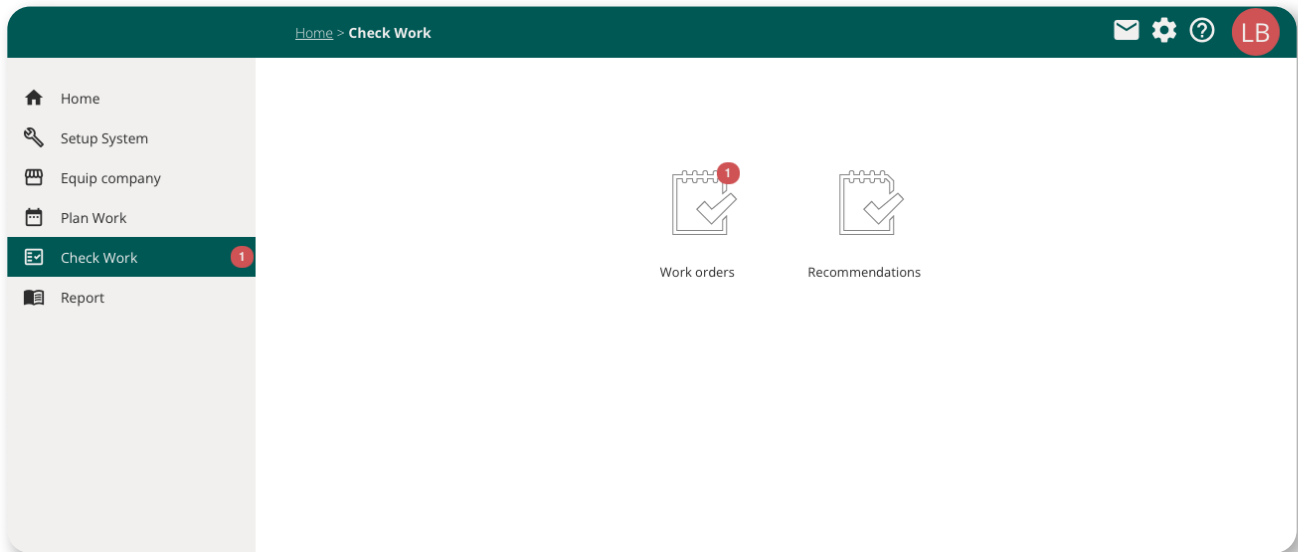 Home > Check Work
LB
Home
Setup System
Equip company
Plan Work
Check Work
1
Report
1
Work orders
Recommendations